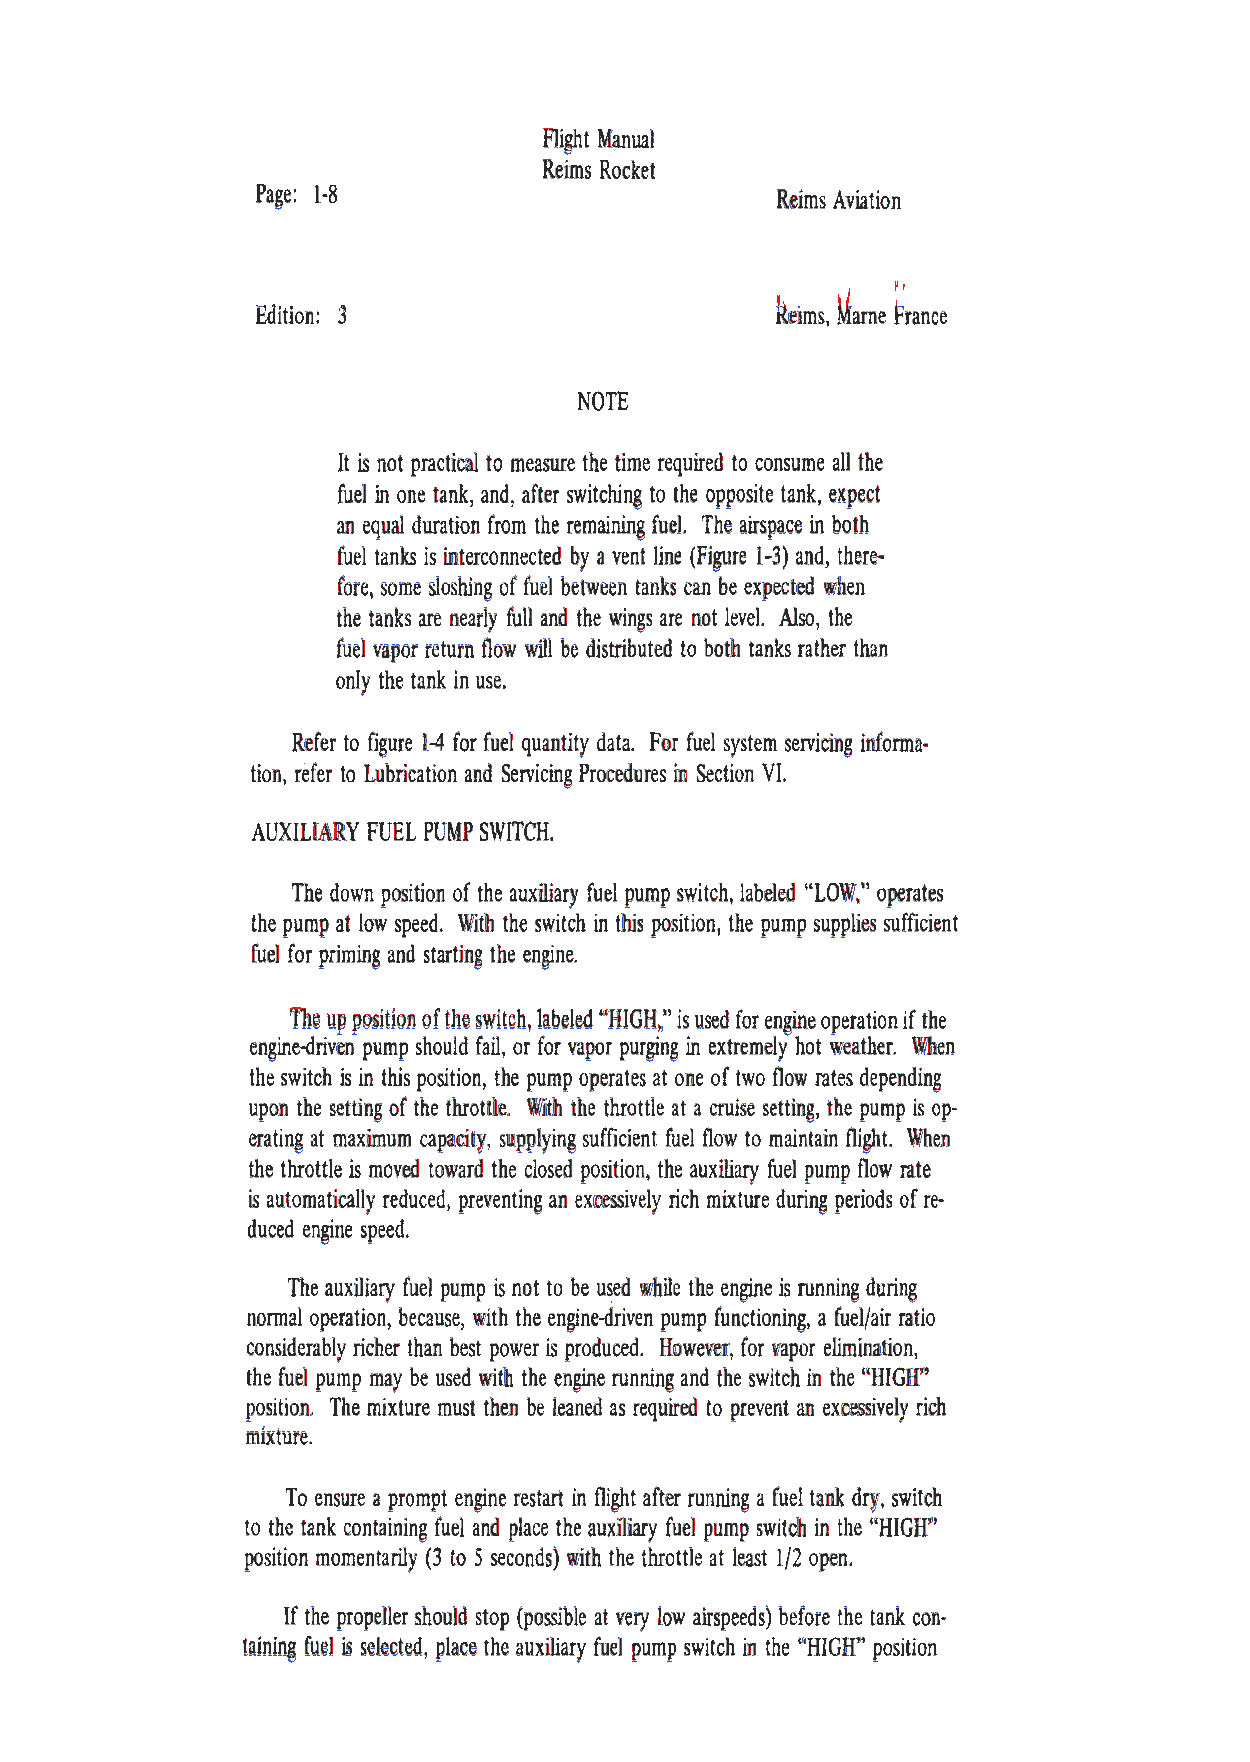 Flight Manual
Reims Rocket
Page: 1-8
Reims Aviation
Edition: 3
Reims, Marne France
NOTE
It is not practical to measure the time required to consume all the
fuel in one tank, and, after switching to the opposite tank, expect
an equal duration from the remaining fuel. The airspace in both
fuel tanks is interconnected by a vent line (Figure 1-3) and, there-
fore, some sloshing of fuel between tanks can be expected when
the tanks are nearly full and the wings are not level. Also, the
fuel vapor return flow will be distributed to both tanks rather than
only the tank in use.
Refer to figure 1-4 for fuel quantity data. For fuel system servicing informa-
tion, refer to Lubrication and Servicing Procedures in Section VI.
AUXILIARY FUEL PUMP SWITCH.
The down position of the auxiliary fuel pump switch, labeled “LOW,” operates
the pump at low speed. With the switch in this position, the pump supplies sufficient
fuel for priming and starting the engine.
The up position of the switch, labeled “HIGH,” is used for engine operation if the
engine-driven pump should fail, or for vapor purging in extremely hot weather. When
the switch is in this position, the pump operates at one of two flow rates depending
upon the setting of the throttle. With the throttle at a cruise setting, the pump is op-
erating at maximum capacity, supplying sufficient fuel flow to maintain flight. When
the throttle is moved toward the closed position, the auxiliary fuel pump flow rate
is automatically reduced, preventing an excessively rich mixture during periods of re-
duced engine speed.
The auxiliary fuel pump is not to be used while the engine is running during
normal operation, because, with the engine-driven pump functioning, a fuel/air ratio
considerably richer than best power is produced. However, for vapor elimination,
the fuel pump may be used with the engine running and the switch in the “HIGH”
position. The mixture must then be leaned as required to prevent an excessively rich
mixture.
To ensure a prompt engine restart in flight after running a fuel tank dry, switch
to the tank containing fuel and place the auxiliary fuel pump switch in the “HIGH”
position momentarily (3 to 5 seconds) with the throttle at least 1/2 open.
If the propeller should stop (possible at very low airspeeds) before the tank con-
taining fuel is selected, place the auxiliary fuel pump switch in the “HIGH” position